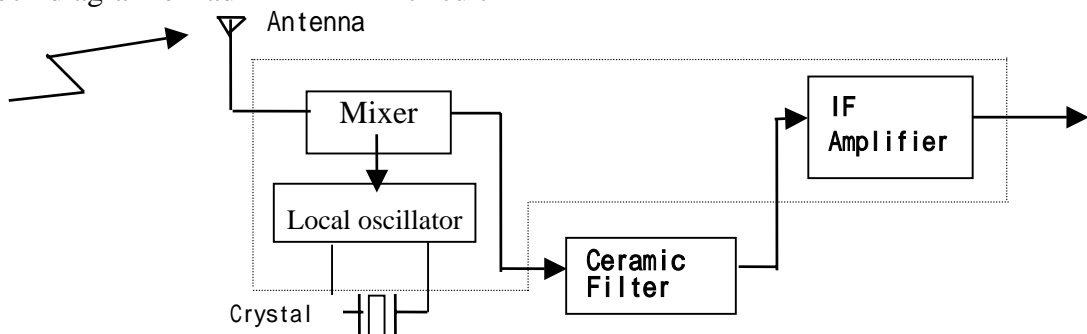 Antenna
Mixer
IF
Amplifier
Local oscillator
Ceramic
Filter
Crystal